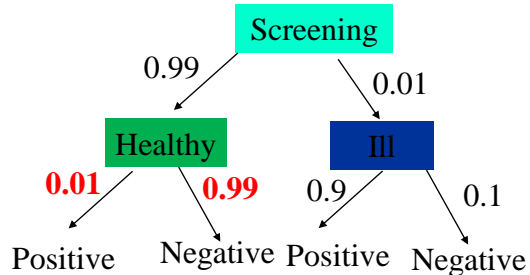 Screening
0.99
0.01
Healthy
Ill
0.01
0.99
0.9
0.1
Positive
Negative
Positive
Negative